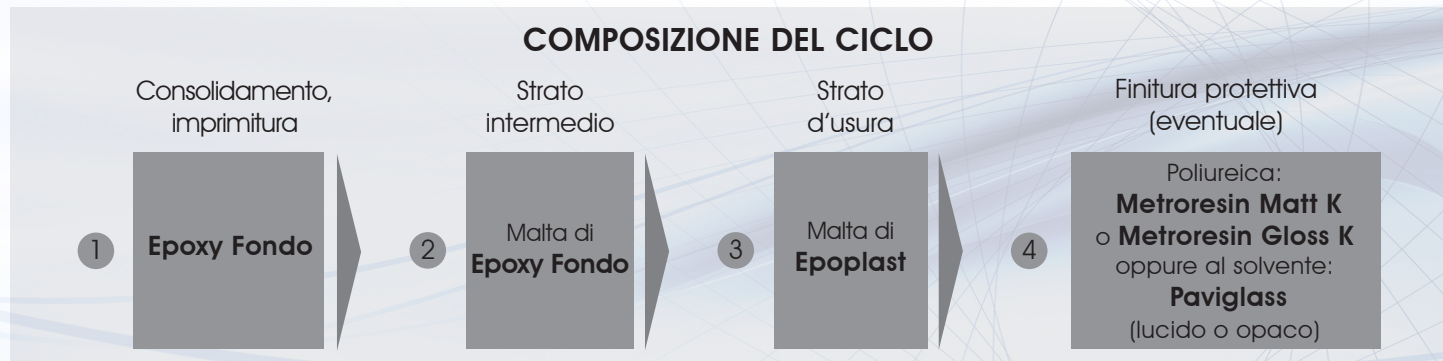 COMPOSIZIONE DEL CICLO
Consolidamento,
imprimitura
1
Epoxy Fondo
Strato
intermedio
2
Malta di
Epoxy Fondo
Strato
d'usura
3
Malta di
Epoplast
Finitura protettiva
(eventuale)
4
Poliureica:
Metroresin Matt K
o Metroresin Gloss K
oppure al solvente:
Paviglass
(lucido o opaco)